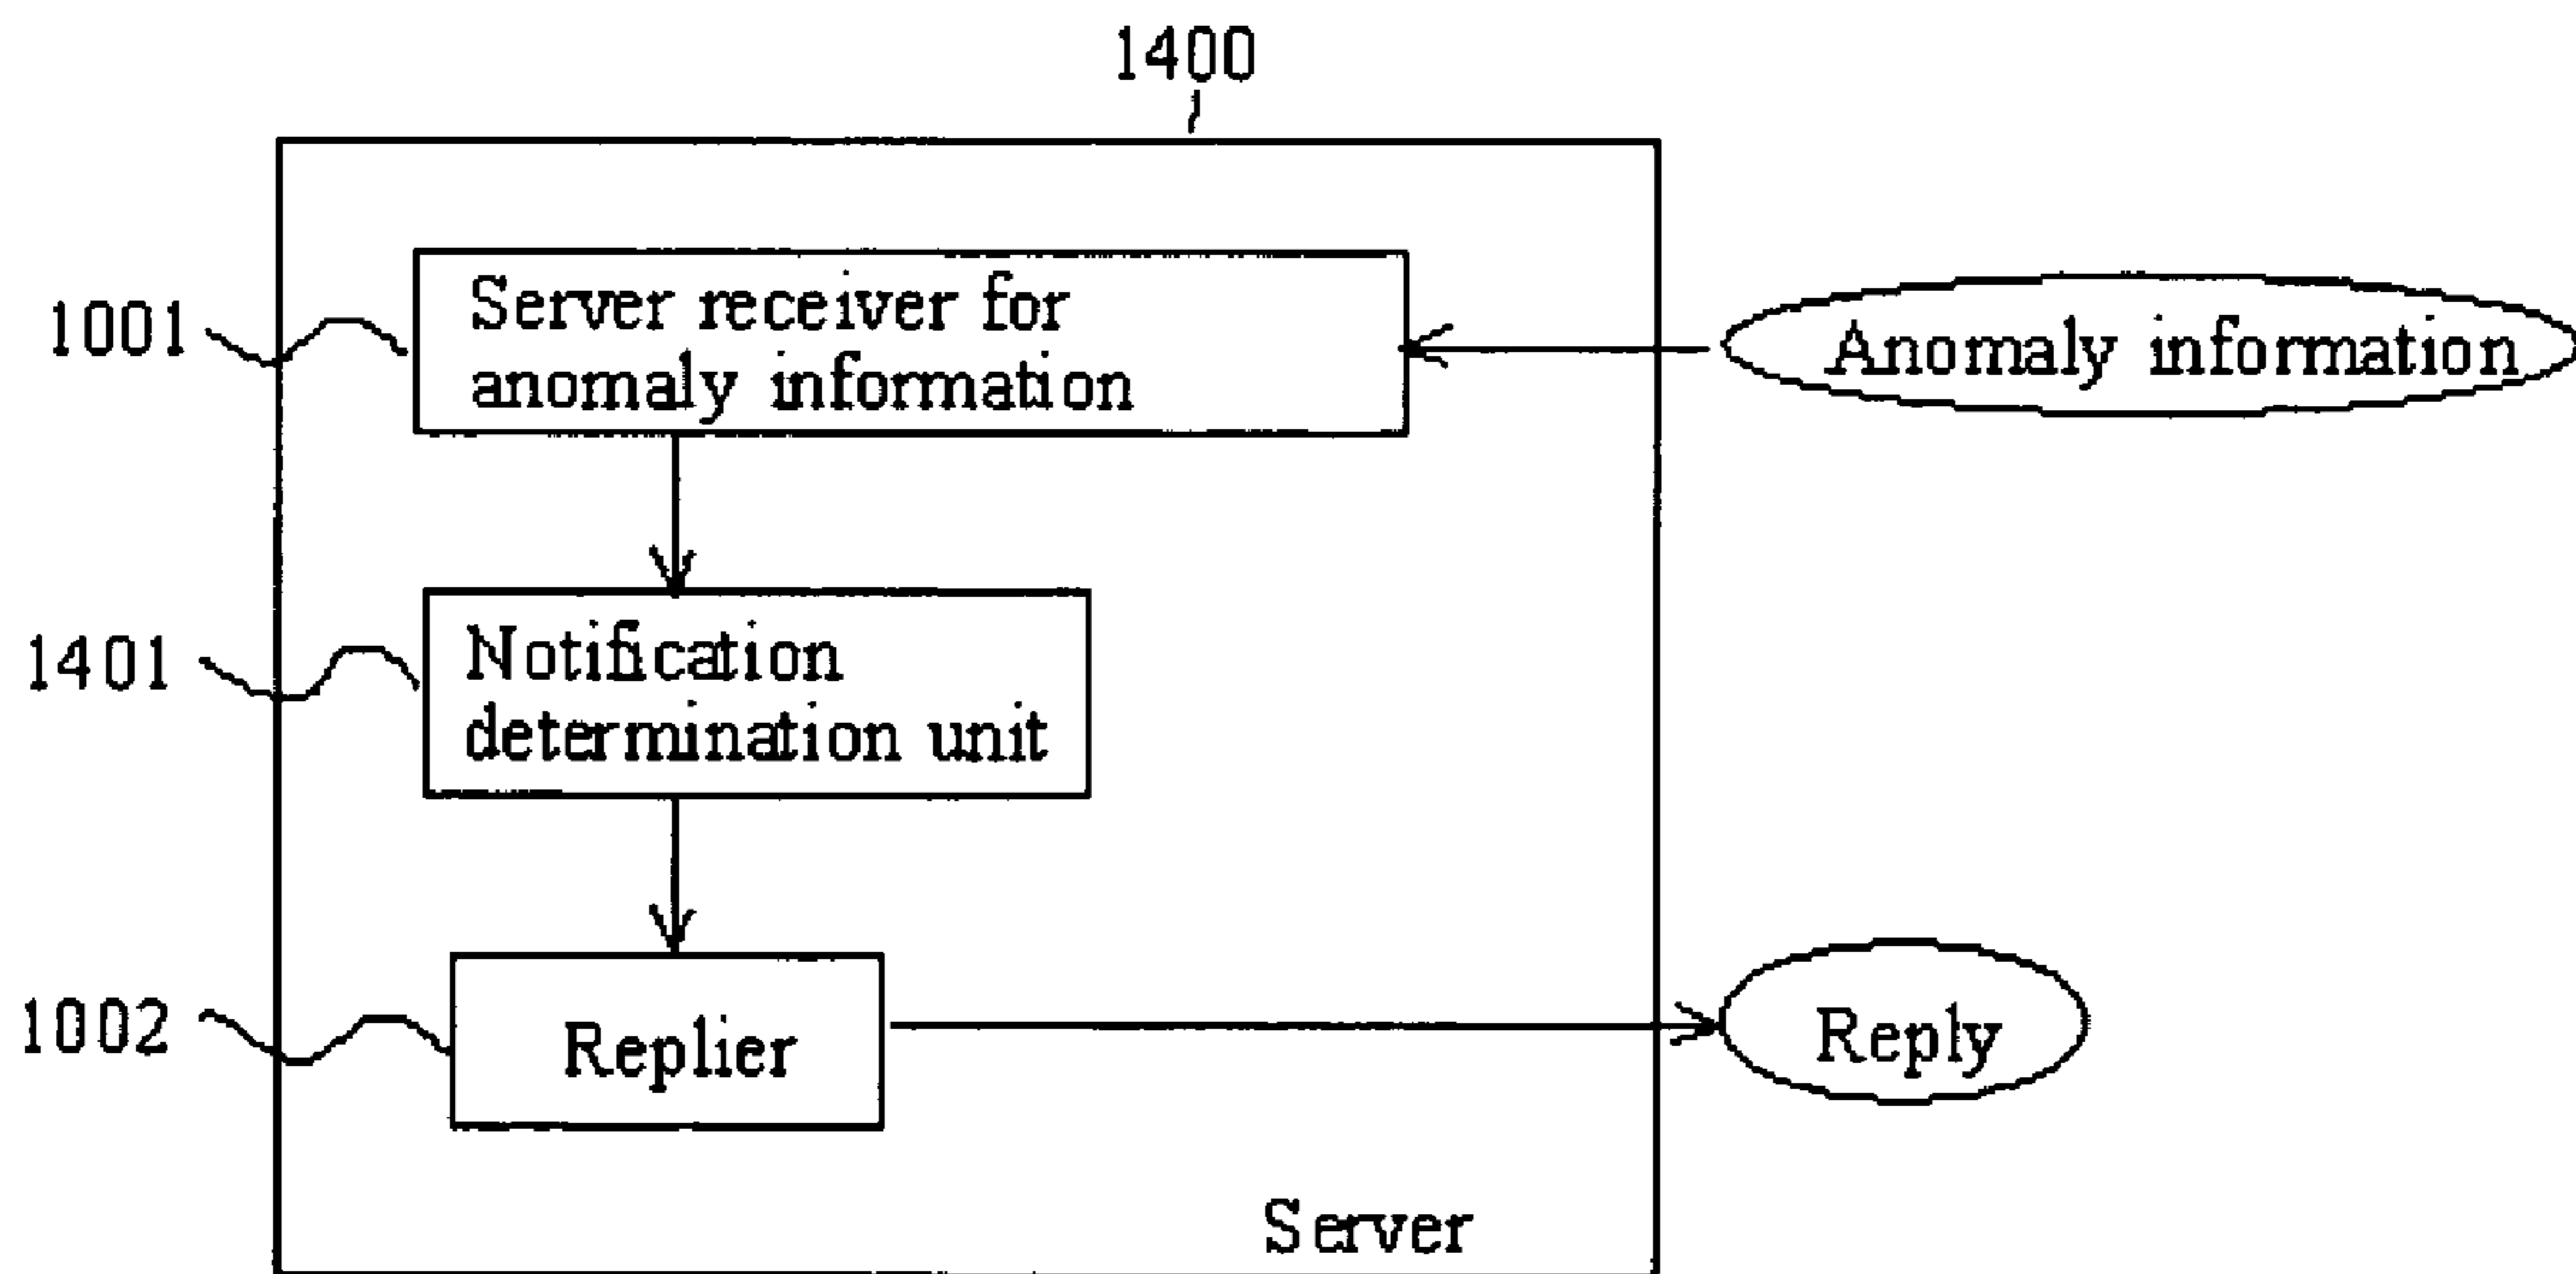 1400
1001
Server receiver for
anomaly information
Anomaly information
1401
Notification
determination unit
1002
Replier
Reply
Server